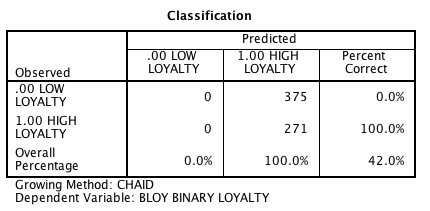 Classification
Predicted
Observed .00 LOW LOYALTY 1.00 HIGH LOYALTY Percent Correct
.00 LOW LOYALTY 0 375 0.0%
1.00 HIGH LOYALTY 0 271 100.0%
Overall Percentage 0.0% 100.0% 42.0%
Growing Method: CHAID
Dependent Variable: BLOY BINARY LOYALTY